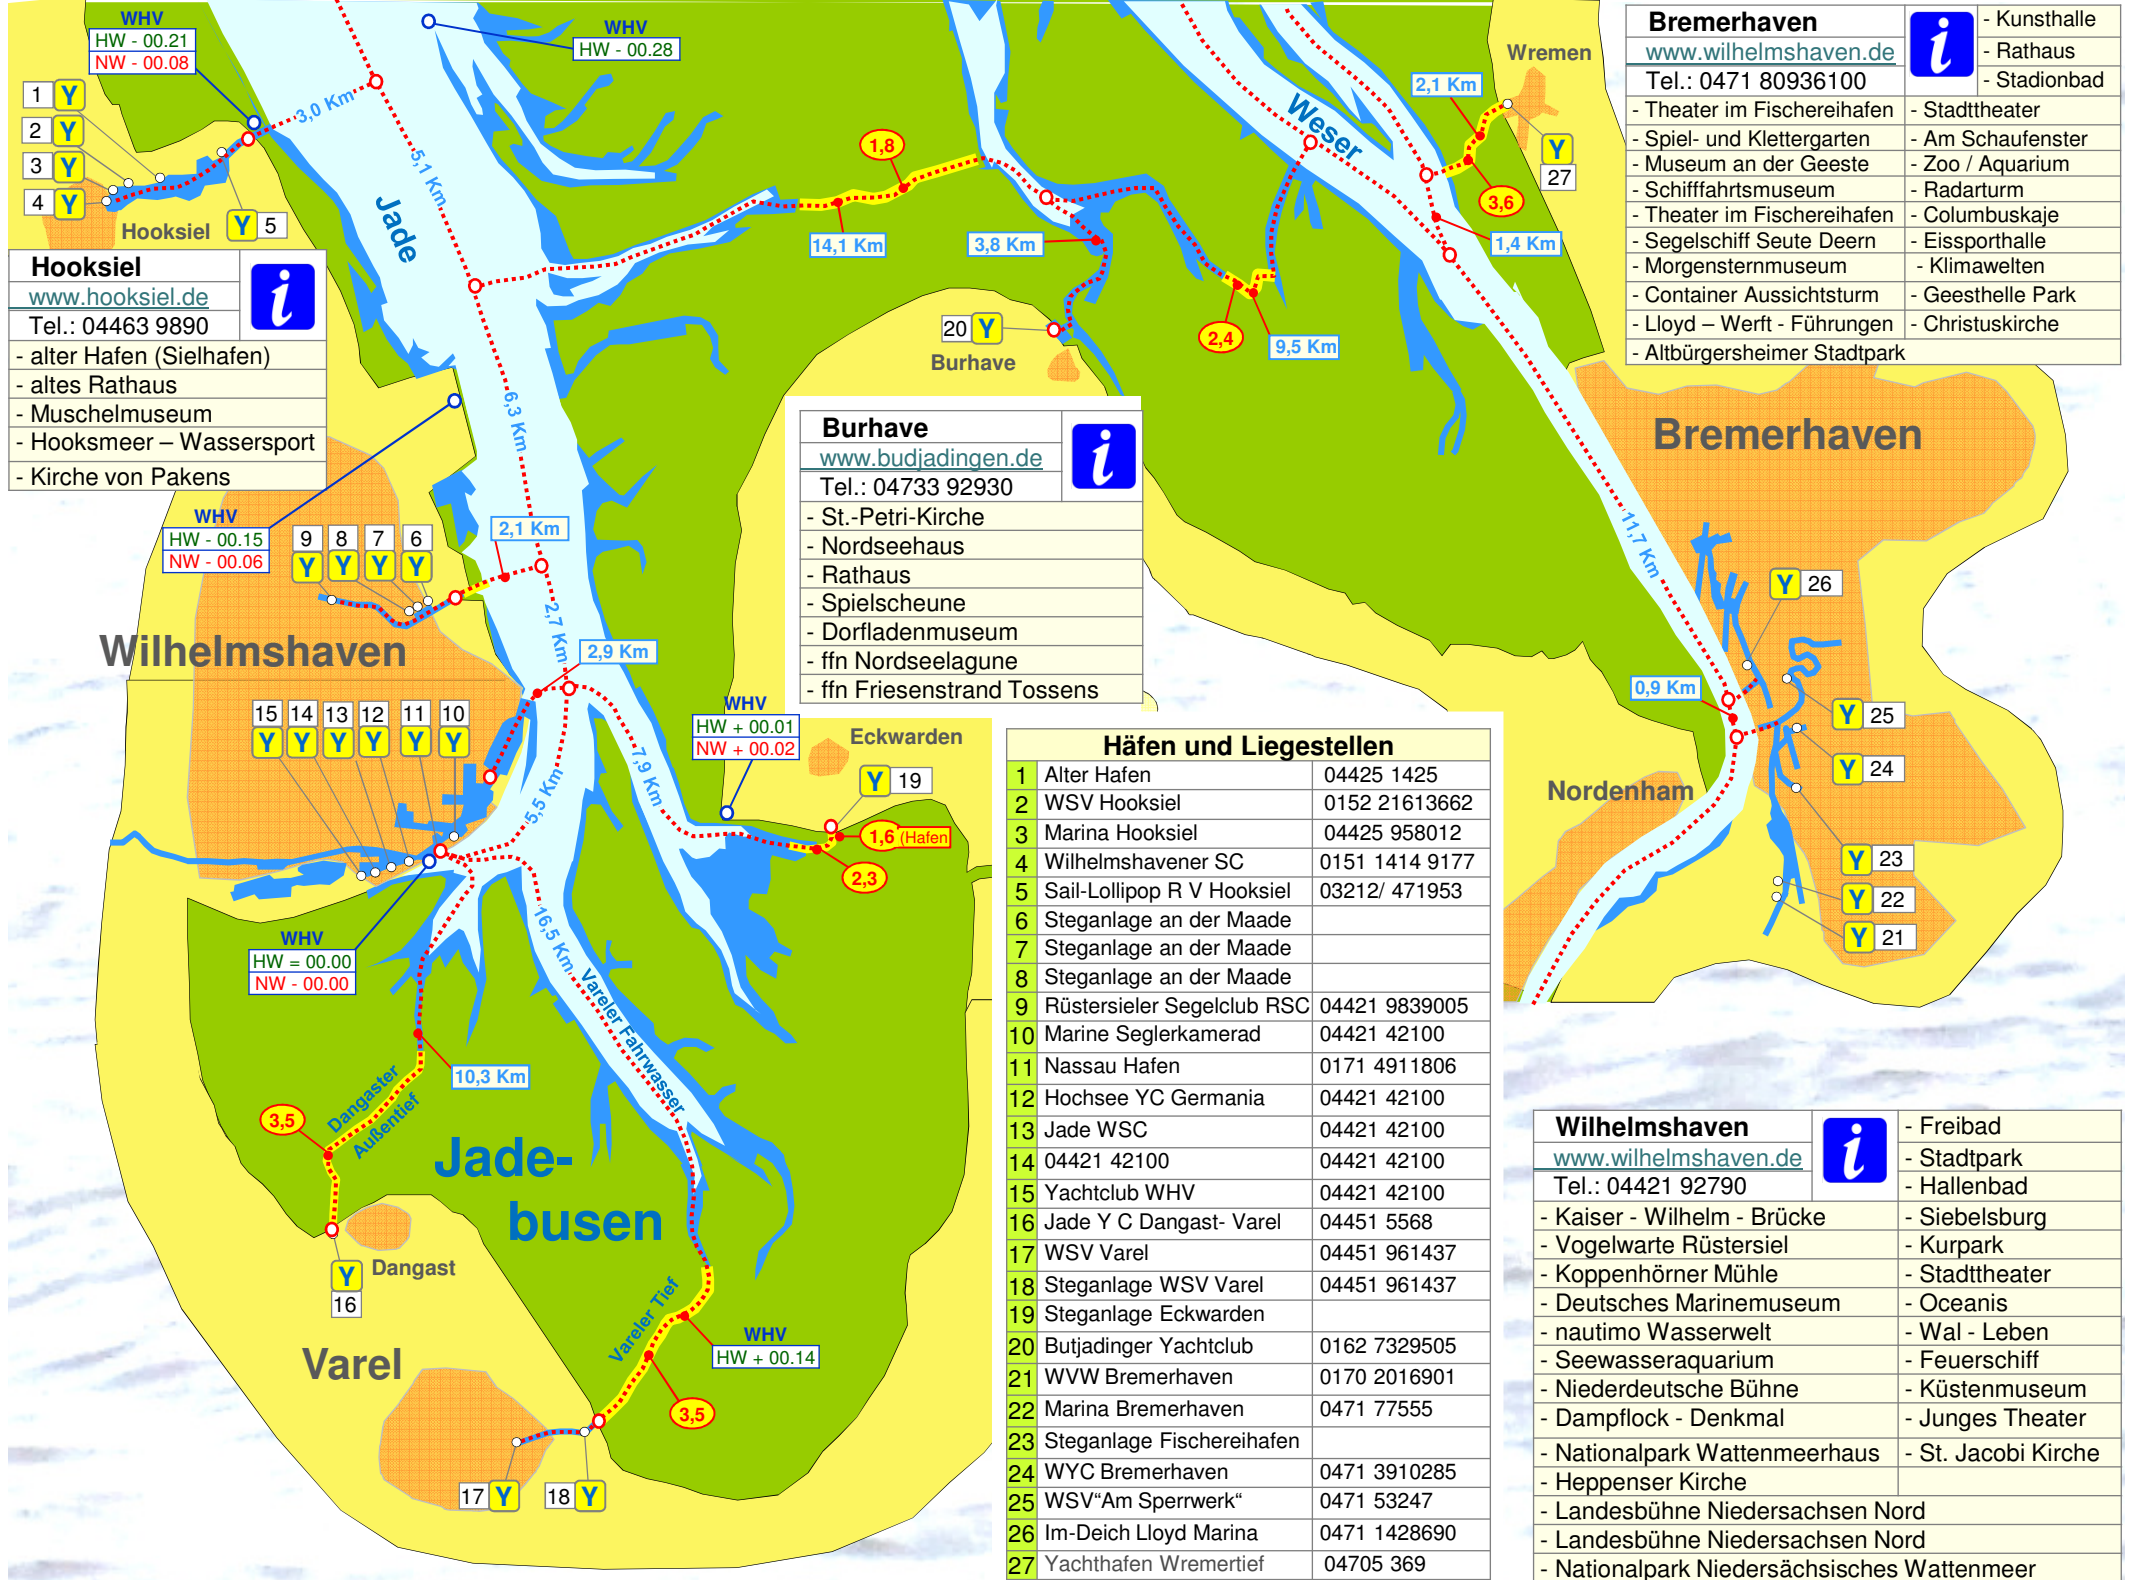 WHV
HW - 00.21
NW - 00.08
WHV
HW - 00.28
1 Y
2 Y
3 Y
4 Y
Y 5
Hooksiel
3,0 Km
5,1 Km
Jade
1,8
14,1 Km
3,8 Km
2,4
9,5 Km
Weser
2,1 Km
Wremen
Y
27
3,6
1,4 Km
20 Y
Burhave
Hooksiel
www.hooksiel.de
Tel.: 04463 9890
i
- alter Hafen (Sielhafen)
- altes Rathaus
- Muschelmuseum
- Hooksmeer – Wassersport
- Kirche von Pakens
Bremerhaven
www.wilhelmshaven.de
Tel.: 0471 80936100
i
- Kunsthalle
- Rathaus
- Stadionbad
- Theater im Fischereihafen - Stadttheater
- Spiel- und Klettergarten - Am Schaufenster
- Museum an der Geeste - Zoo / Aquarium
- Schifffahrtsmuseum - Radarturm
- Theater im Fischereihafen - Columbuskaje
- Segelschiff Seute Deern - Eissporthalle
- Morgensternmuseum - Klimawelten
- Container Aussichtsturm - Geesthelle Park
- Lloyd – Werft - Führungen - Christuskirche
- Altbürgersheimer Stadtpark
6,3 Km
WHV
HW - 00.15
NW - 00.06
9 8 7 6
Y Y Y Y
2,1 Km
2,7 Km
Wilhelmshaven
2,9 Km
15 14 13 12 11 10
Y Y Y Y Y Y
5,5 Km
7,9 Km
WHV
HW + 00.01
NW + 00.02
Eckwarden
Y 19
1,6 (Hafen
2,3
Burhave
www.budjadingen.de
Tel.: 04733 92930
i
- St.-Petri-Kirche
- Nordseehaus
- Rathaus
- Spielscheune
- Dorfladenmuseum
- ffn Nordseelagune
- ffn Friesenstrand Tossens
Bremerhaven
11,7 Km
Y 26
0,9 Km
Y 25
Y 24
Nordenham
Y 23
Y 22
Y 21
WHV
HW = 00.00
NW - 00.00
16,5 Km
Vareler Fahrwasser
10,3 Km
3,5
Dangaster
Außentief
Jade-
busen
Y Dangast
16
Varel
Vareler Tief
WHV
HW + 00.14
3,5
17 Y
18 Y
Häfen und Liegestellen
1 Alter Hafen 04425 1425
2 WSV Hooksiel 0152 21613662
3 Marina Hooksiel 04425 958012
4 Wilhelmshavener SC 0151 1414 9177
5 Sail-Lollipop R V Hooksiel 03212/ 471953
6 Steganlage an der Maade
7 Steganlage an der Maade
8 Steganlage an der Maade
9 Rüstersieler Segelclub RSC 04421 9839005
10 Marine Seglerkamerad 04421 42100
11 Nassau Hafen 0171 4911806
12 Hochsee YC Germania 04421 42100
13 Jade WSC 04421 42100
14 04421 42100 04421 42100
15 Yachtclub WHV 04421 42100
16 Jade Y C Dangast- Varel 04451 5568
17 WSV Varel 04451 961437
18 Steganlage WSV Varel 04451 961437
19 Steganlage Eckwarden
20 Butjadinger Yachtclub 0162 7329505
21 WVW Bremerhaven 0170 2016901
22 Marina Bremerhaven 0471 77555
23 Steganlage Fischereihafen
24 WYC Bremerhaven 0471 3910285
25 WSV“Am Sperrwerk“ 0471 53247
26 Im-Deich Lloyd Marina 0471 1428690
27 Yachthafen Wremertief 04705 369
Wilhelmshaven
www.wilhelmshaven.de
Tel.: 04421 92790
i
- Freibad
- Stadtpark
- Hallenbad
- Kaiser - Wilhelm - Brücke - Siebelsburg
- Vogelwarte Rüstersiel - Kurpark
- Koppenhörner Mühle - Stadttheater
- Deutsches Marinemuseum - Oceanis
- nautimo Wasserwelt - Wal - Leben
- Seewasseraquarium - Feuerschiff
- Niederdeutsche Bühne - Küstenmuseum
- Dampflock - Denkmal - Junges Theater
- Nationalpark Wattenmeerhaus - St. Jacobi Kirche
- Heppenser Kirche
- Landesbühne Niedersachsen Nord
- Landesbühne Niedersachsen Nord
- Nationalpark Niedersächsisches Wattenmeer